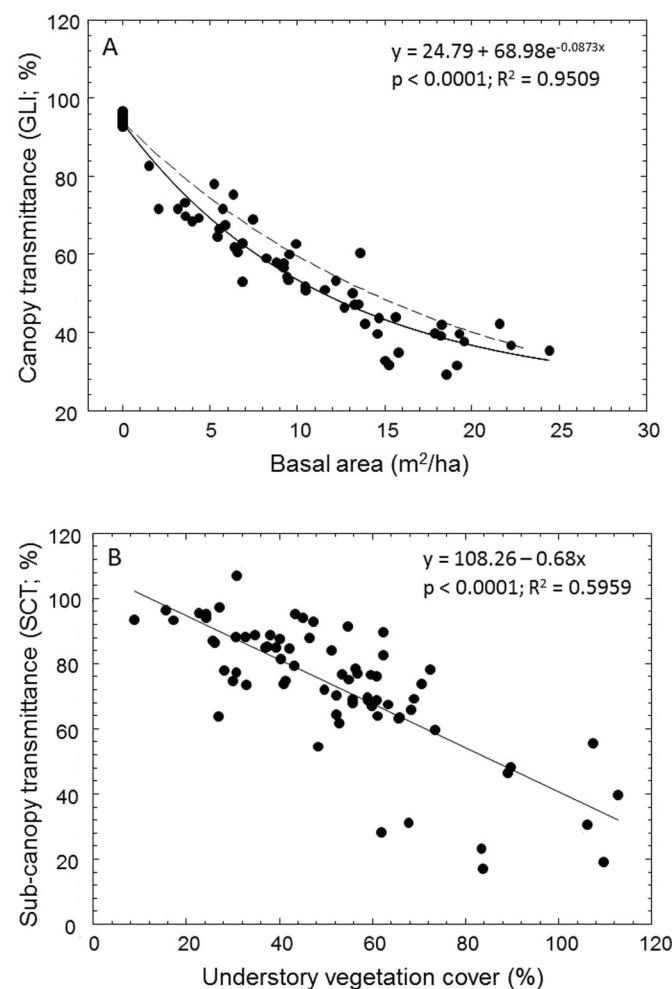 120
A
y = 24.79 + 68.98e^-0.0873x
p < 0.0001; R² = 0.9509
100
80
60
40
20
Canopy transmittance (GLI; %)
0 5 10 15 20 25 30
Basal area (m²/ha)
120
B
y = 108.26 – 0.68x
p < 0.0001; R² = 0.5959
100
80
60
40
20
0
Sub-canopy transmittance (SCT; %)
0 20 40 60 80 100 120
Understory vegetation cover (%)